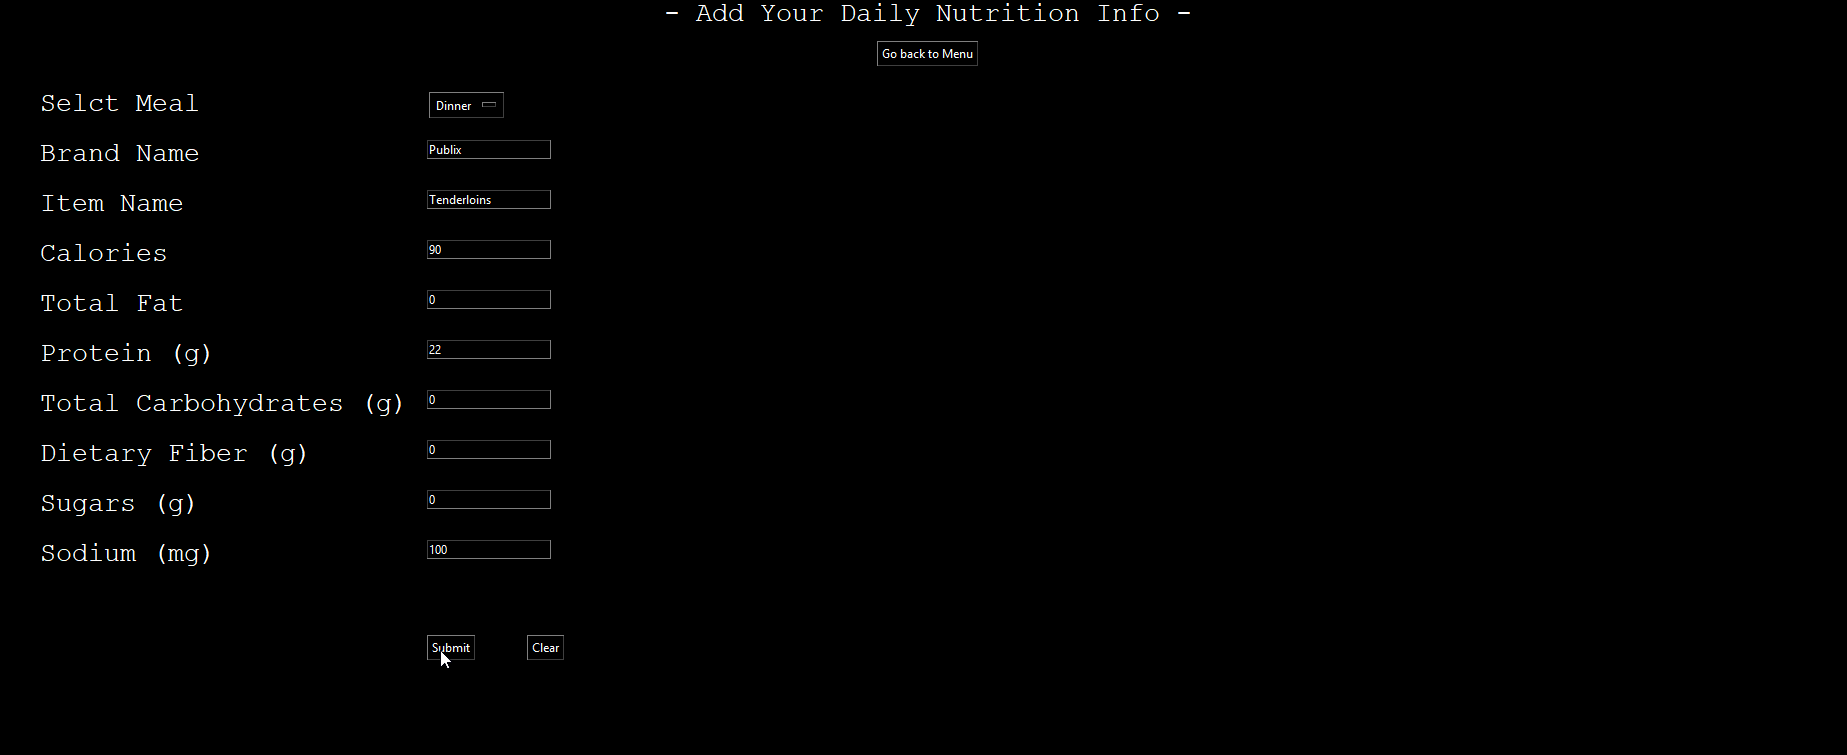 - Add Your Daily Nutrition Info -
Go back to Menu
Selct Meal Dinner
Brand Name Publix
Item Name Tenderloins
Calories 90
Total Fat 0
Protein (g) 22
Total Carbohydrates (g) 0
Dietary Fiber (g) 0
Sugars (g) 0
Sodium (mg) 100
Submit Clear